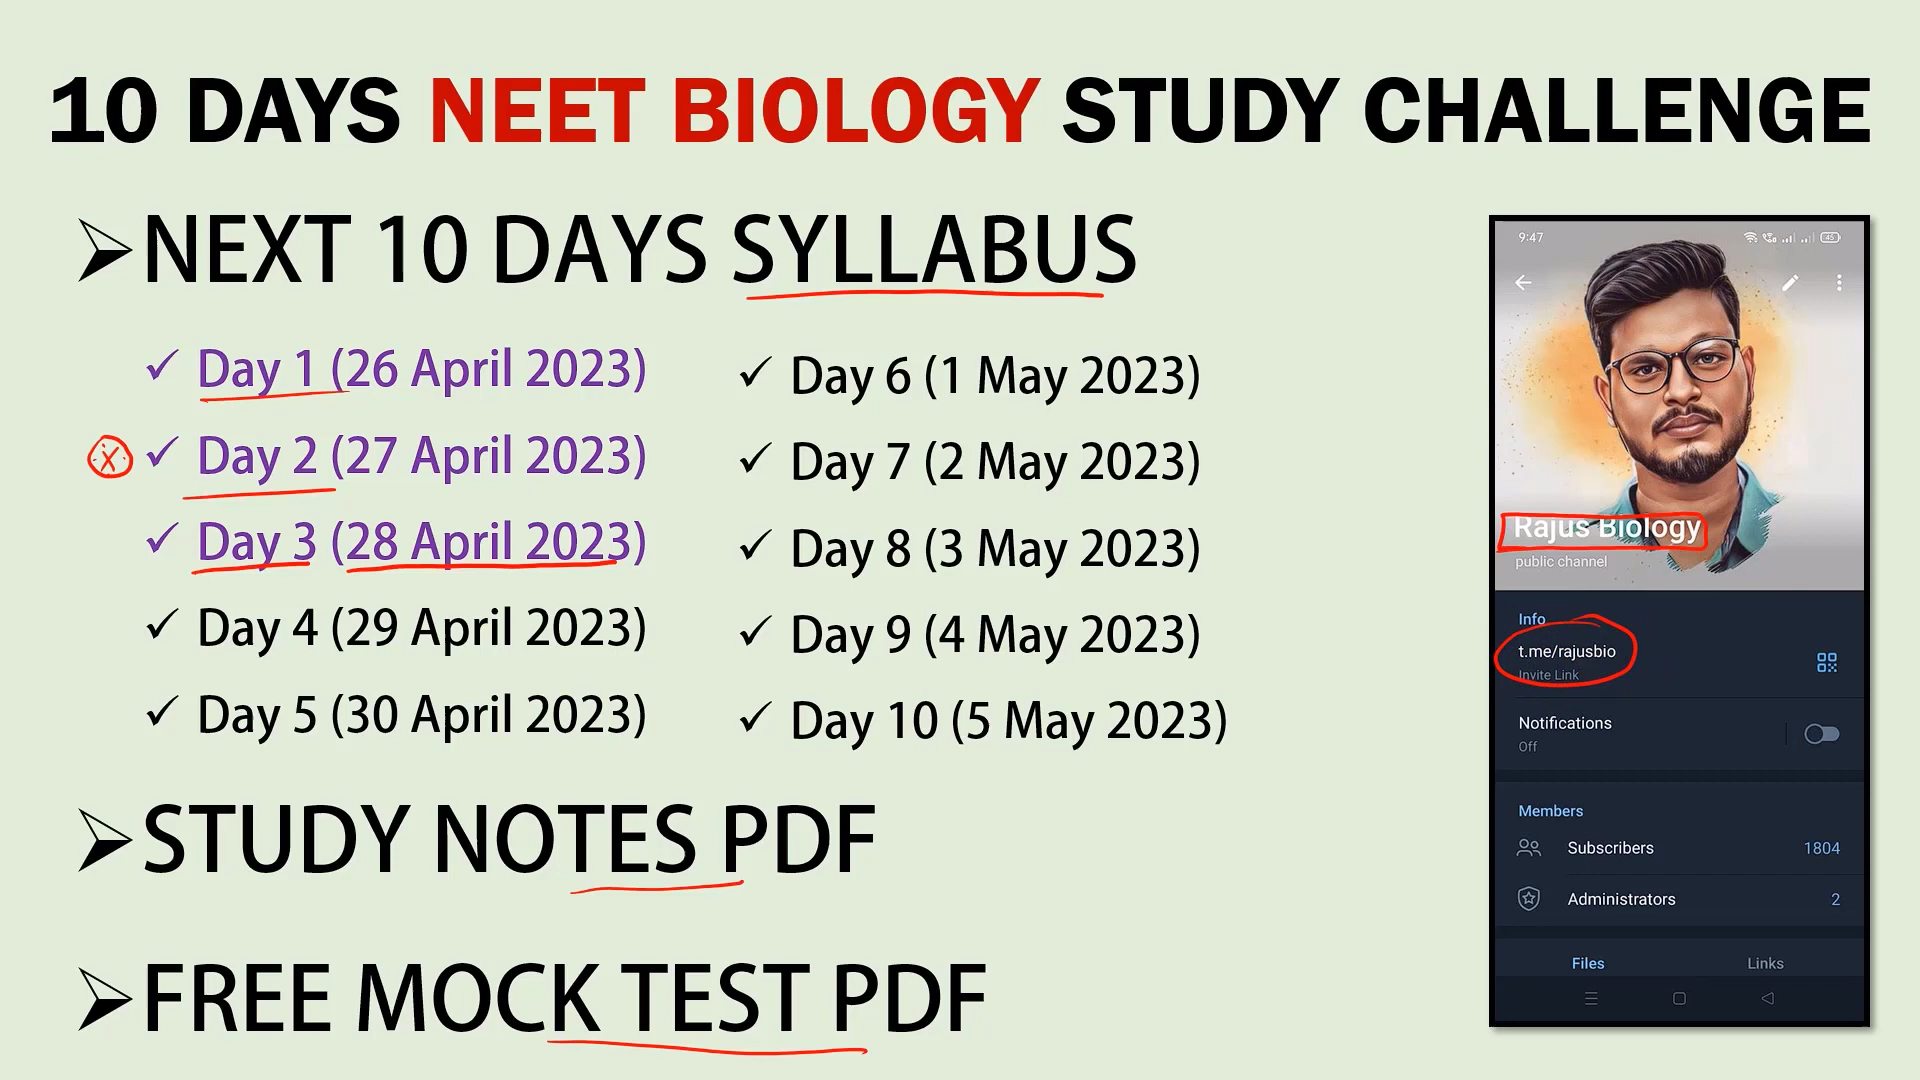 10 DAYS NEET BIOLOGY STUDY CHALLENGE
NEXT 10 DAYS SYLLABUS
Day 1 (26 April 2023)
Day 2 (27 April 2023)
Day 3 (28 April 2023)
Day 4 (29 April 2023)
Day 5 (30 April 2023)
Day 6 (1 May 2023)
Day 7 (2 May 2023)
Day 8 (3 May 2023)
Day 9 (4 May 2023)
Day 10 (5 May 2023)
STUDY NOTES PDF
FREE MOCK TEST PDF
9:47
45
Rajus Biology
public channel
Info
t.me/rajusbio
Invite Link
Notifications
Off
Members
Subscribers 1804
Administrators 2
Files Links